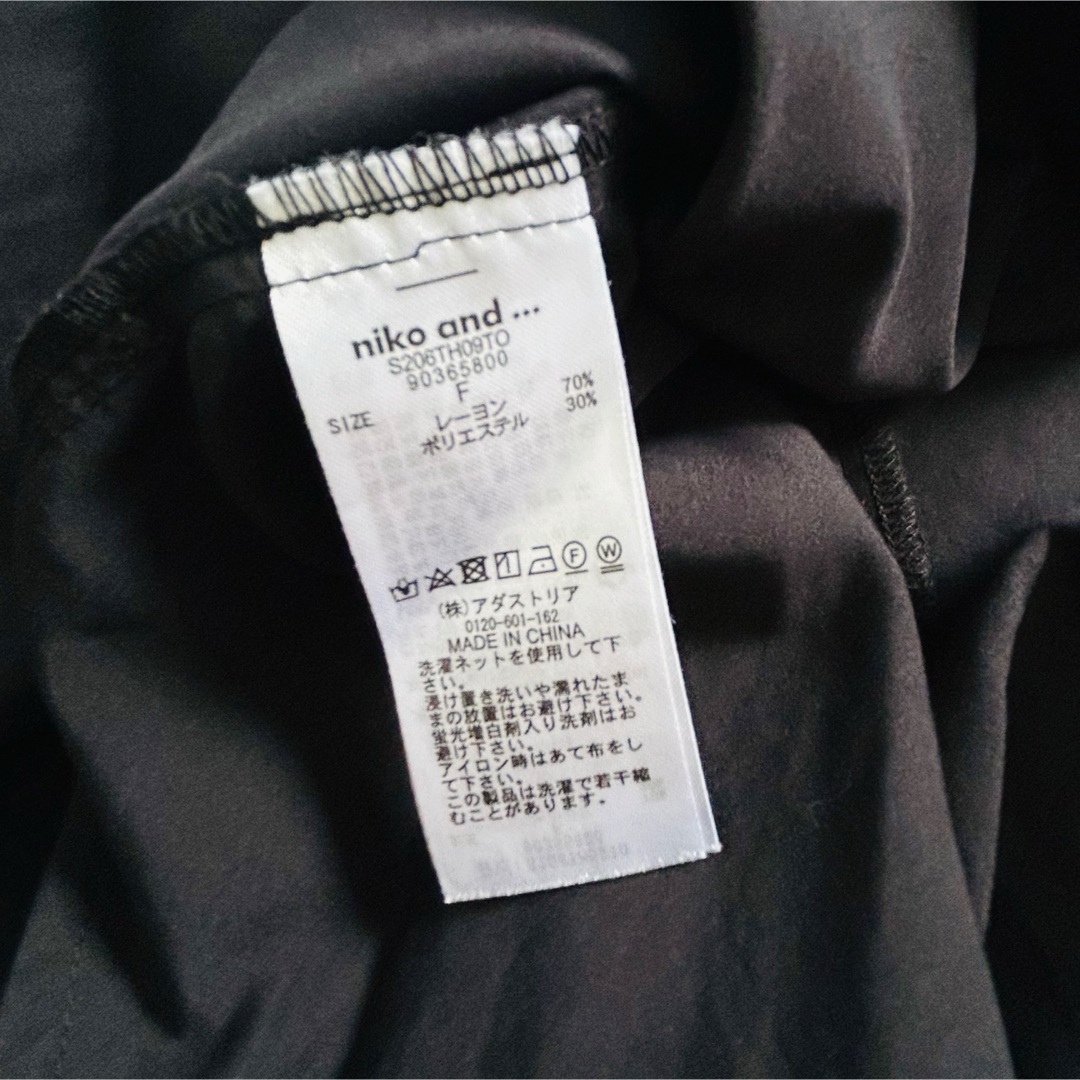 niko and ...
S206TH09TO
90365800
SIZE F
レーヨン 70%
ポリエステル 30%
F W
(株)アダストリア
0120-601-162
MADE IN CHINA
洗濯ネットを使用して下
さい。
浸け置き洗いや濡れたま
まの放置はお避け下さい。
蛍光増白剤入り洗剤はお
避け下さい。
アイロン時はあて布をし
て下さい。
この製品は洗濯で若干縮
むことがあります。